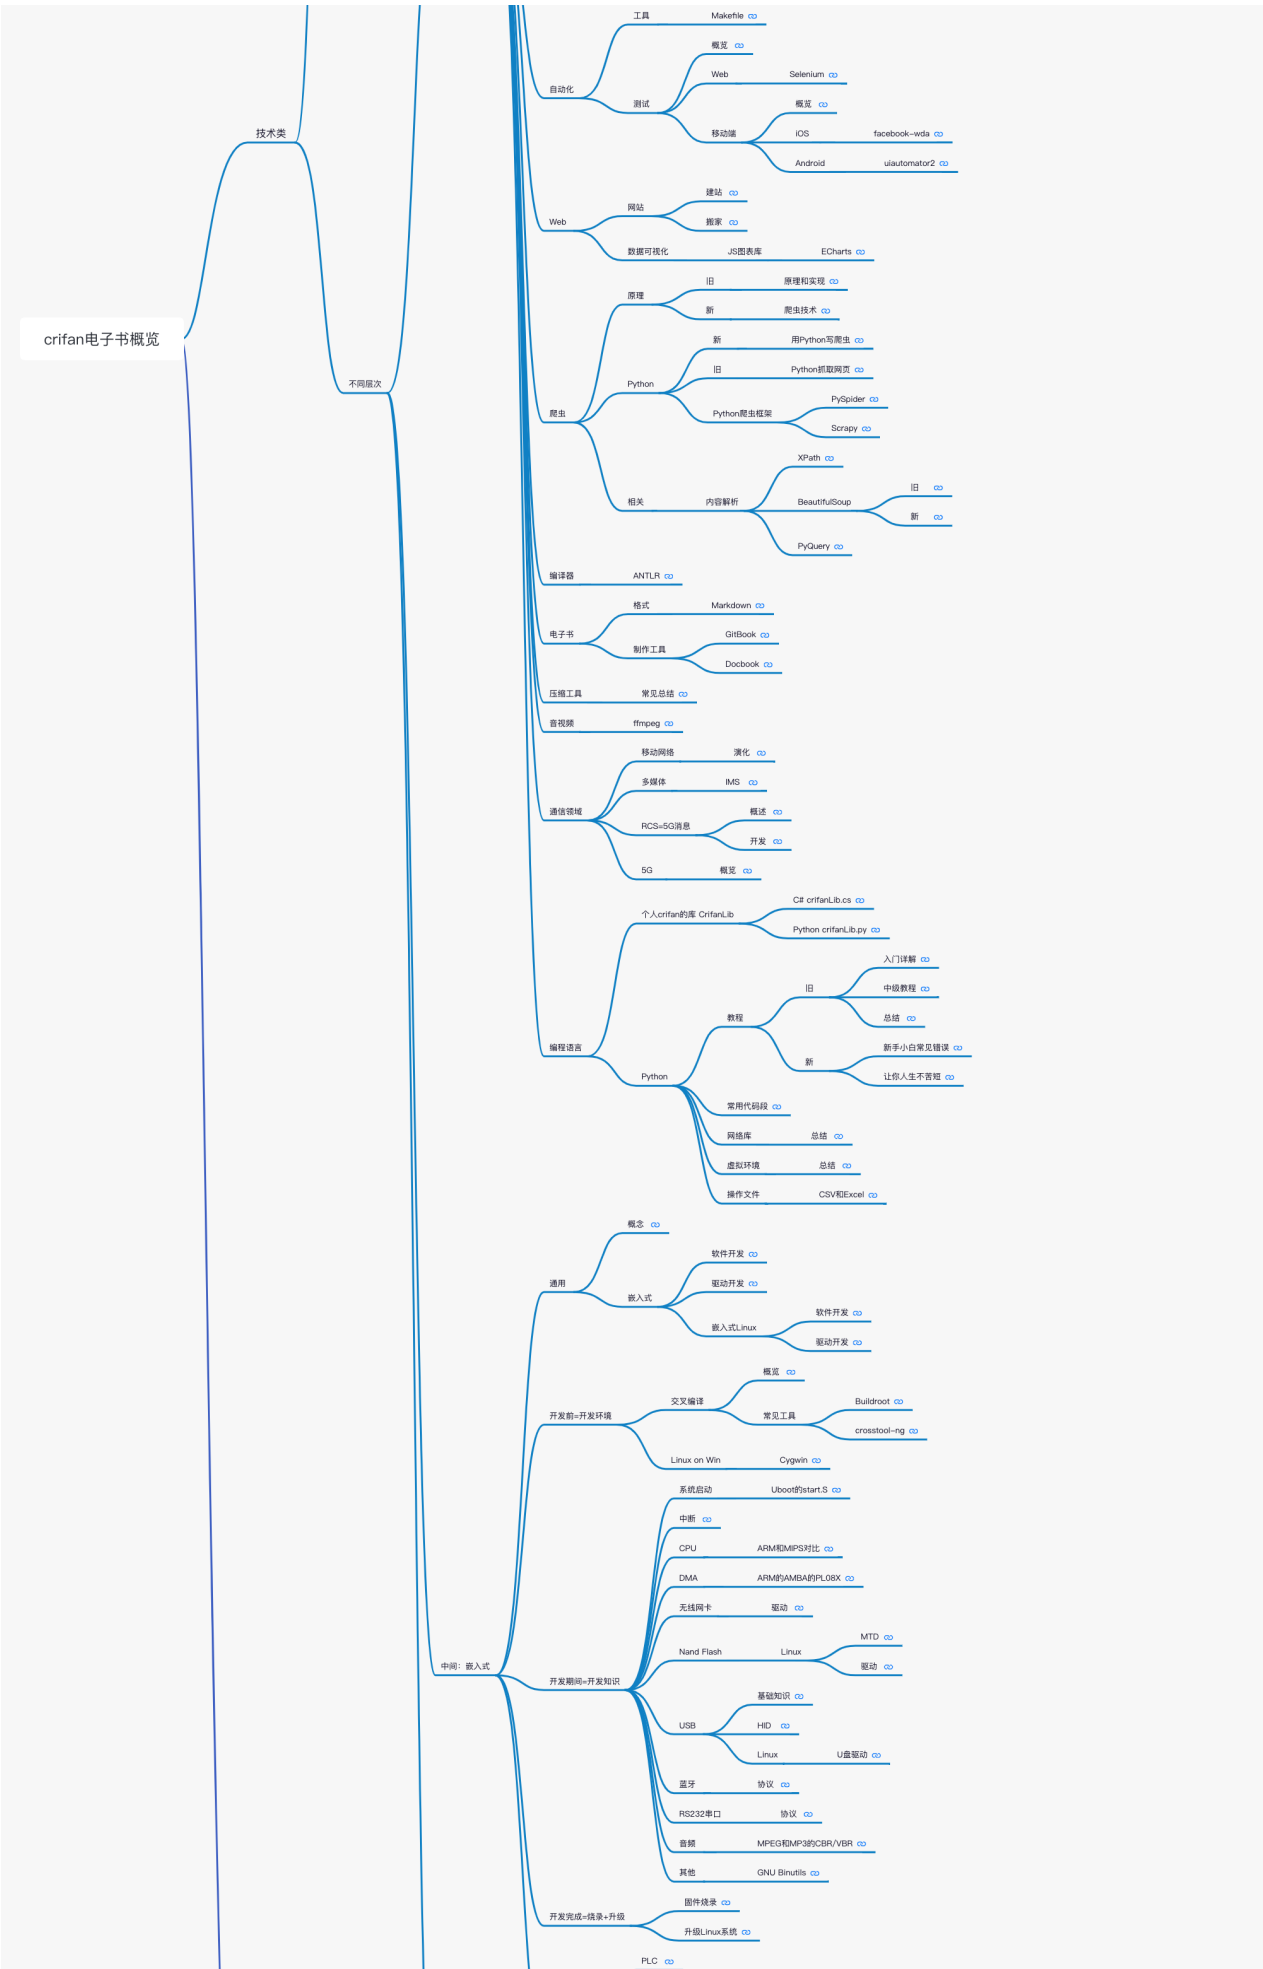 工具 Makefile
概览
Web Selenium
自动化
测试
概览
移动端 iOS facebook-wda
Android uiautomator2
技术类
建站
网站
Web 搬家
数据可视化 JS图表库 ECharts
旧 原理和实现
原理
新 爬虫技术
crifan电子书概览
新 用Python写爬虫
旧 Python抓取网页
不同层次
Python
PySpider
爬虫 Python爬虫框架
Scrapy
XPath
旧
相关 内容解析 BeautifulSoup
新
PyQuery
编译器 ANTLR
格式 Markdown
电子书 GitBook
制作工具
Docbook
压缩工具 常见总结
音视频 ffmpeg
移动网络 演化
多媒体 IMS
通信领域 概述
RCS=5G消息
开发
5G 概览
C# crifanLib.cs
个人crifan的库 CrifanLib
Python crifanLib.py
入门详解
旧 中级教程
教程 总结
编程语言 新手小白常见错误
新
Python 让你人生不苦短
常用代码段
网络库 总结
虚拟环境 总结
操作文件 CSV和Excel
概念
软件开发
通用 驱动开发
嵌入式
软件开发
嵌入式Linux
驱动开发
概览
交叉编译 Buildroot
开发前=开发环境 常见工具
crosstool-ng
Linux on Win Cygwin
系统启动 Uboot的start.S
中断
CPU ARM和MIPS对比
DMA ARM的AMBA的PL08X
无线网卡 驱动
MTD
Nand Flash Linux
中间：嵌入式 驱动
开发期间=开发知识
基础知识
USB HID
Linux U盘驱动
蓝牙 协议
RS232串口 协议
音频 MPEG和MP3的CBR/VBR
其他 GNU Binutils
固件烧录
开发完成=烧录+升级
升级Linux系统
PLC